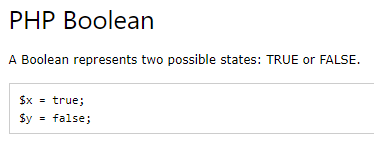 PHP Boolean
A Boolean represents two possible states: TRUE or FALSE.
$x = true;
$y = false;